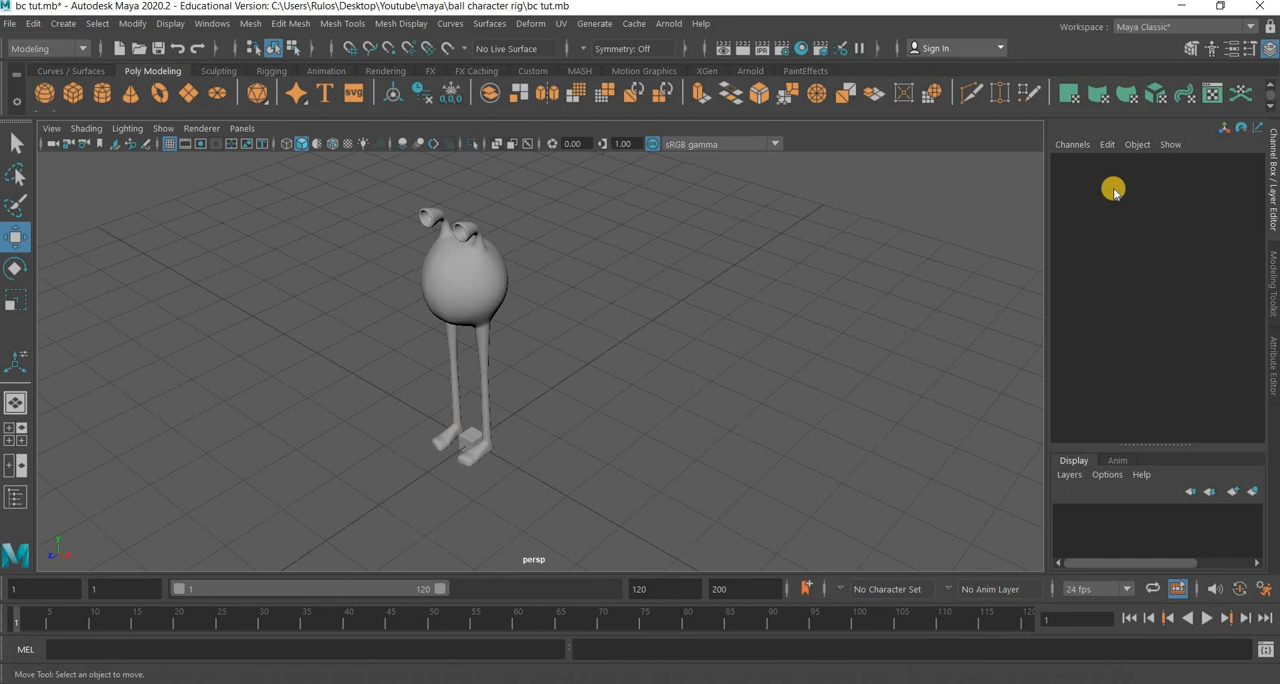 bc tut.mb* - Autodesk Maya 2020.2 - Educational Version: C:\Users\Rulos\Desktop\Youtube\maya\ball character rig\bc tut.mb
File Edit Create Select Modify Display Windows Mesh Edit Mesh Mesh Tools Mesh Display Curves Surfaces Deform UV Generate Cache Arnold Help
Workspace : Maya Classic*
Modeling No Live Surface Symmetry: Off Sign In
Curves / Surfaces Poly Modeling Sculpting Rigging Animation Rendering FX FX Caching Custom MASH Motion Graphics XGen Arnold PaintEffects
T SVG 0,0,0
View Shading Lighting Show Renderer Panels
0.00 1.00 sRGB gamma
Channels Edit Object Show
Channel Box / Layer Editor
Modeling Toolkit
Attribute Editor
Display Anim
Layers Options Help
y
z x
persp
1 1 1 120 120 200 No Character Set No Anim Layer 24 fps
5 10 15 20 25 30 35 40 45 50 55 60 65 70 75 80 85 90 95 100 105 110 115 120
1 1
MEL
Move Tool: Select an object to move.